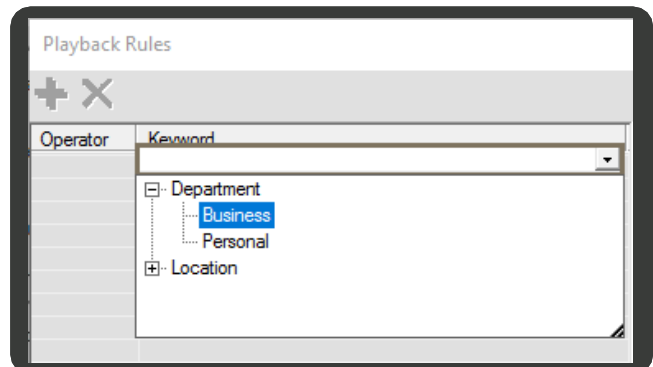 Playback Rules
Operator Keyword
Department
Business
Personal
Location